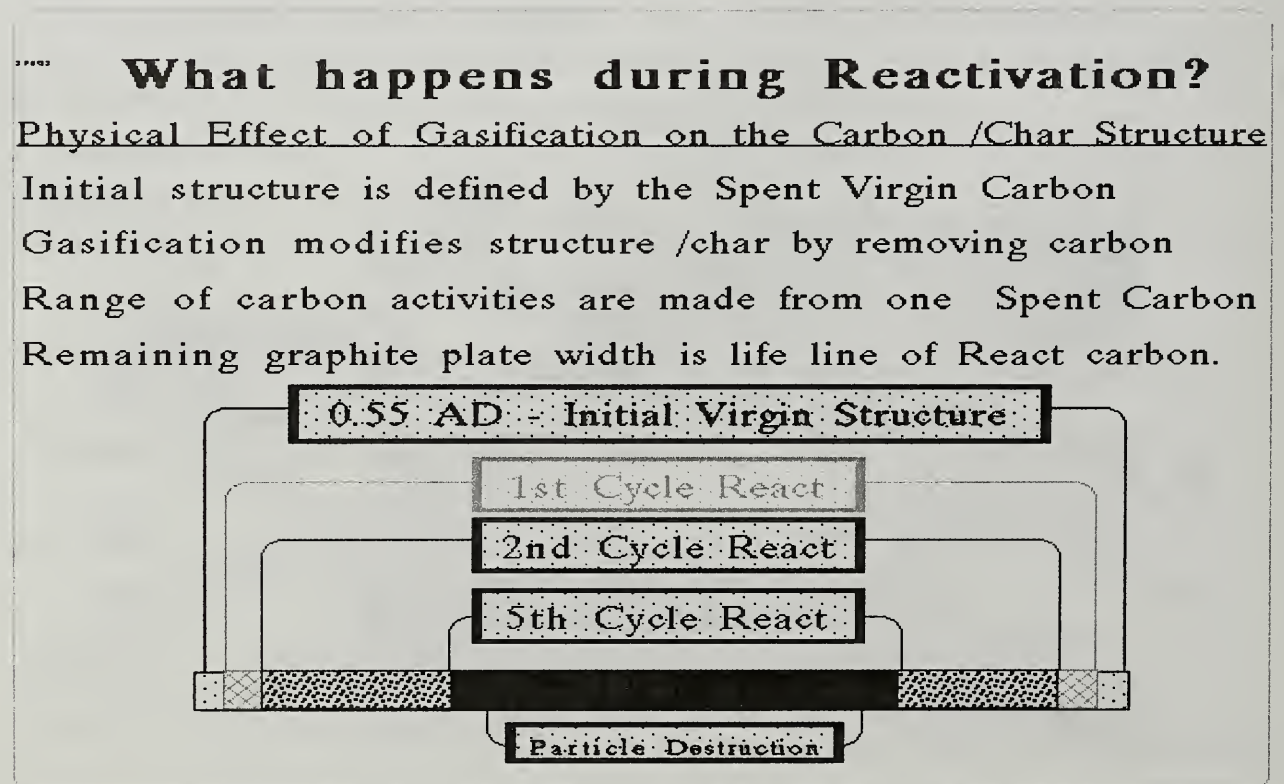 What happens during Reactivation?
Physical Effect of Gasification on the Carbon /Char Structure
Initial structure is defined by the Spent Virgin Carbon
Gasification modifies structure /char by removing carbon
Range of carbon activities are made from one Spent Carbon
Remaining graphite plate width is life line of React carbon.
0.55 AD - Initial Virgin Structure
1st Cycle React
2nd Cycle React
5th Cycle React
Particle Destruction